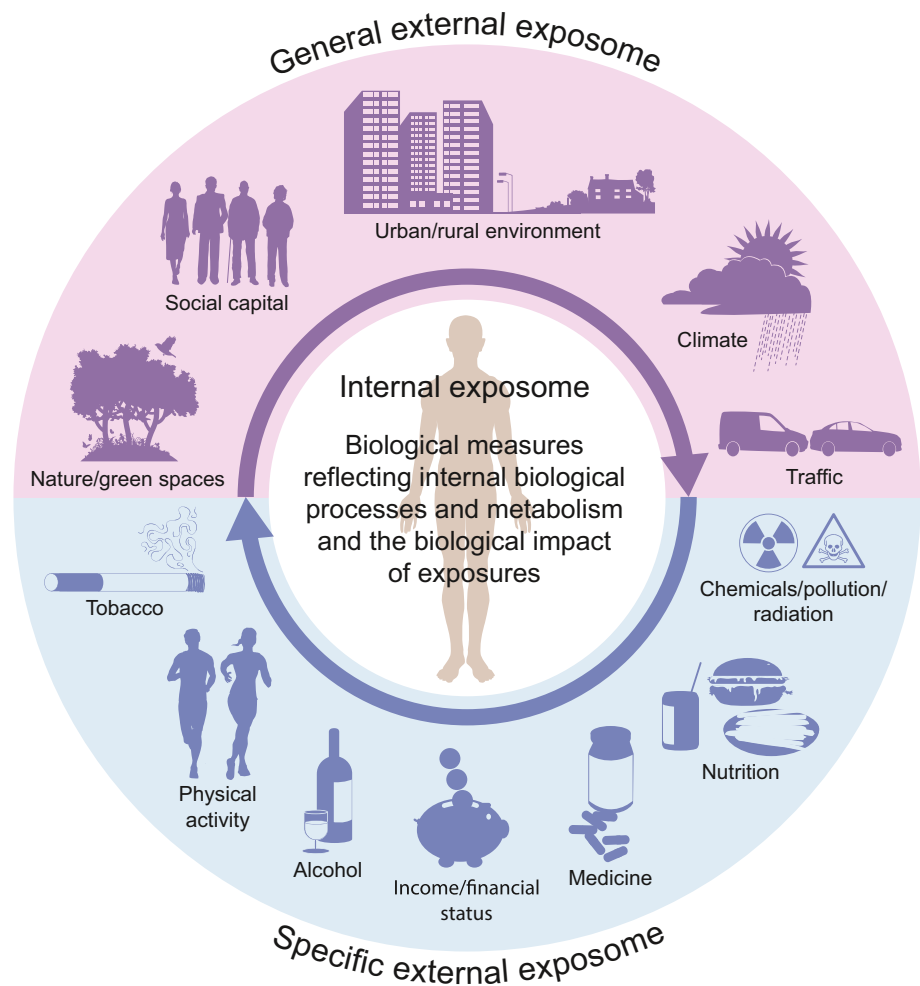 General external exposome
Urban/rural environment
Social capital
Climate
Nature/green spaces
Traffic
Internal exposome
Biological measures
reflecting internal biological
processes and metabolism
and the biological impact
of exposures
Tobacco
Chemicals/pollution/
radiation
Physical
activity
Nutrition
Alcohol
Income/financial
status
Medicine
Specific external exposome